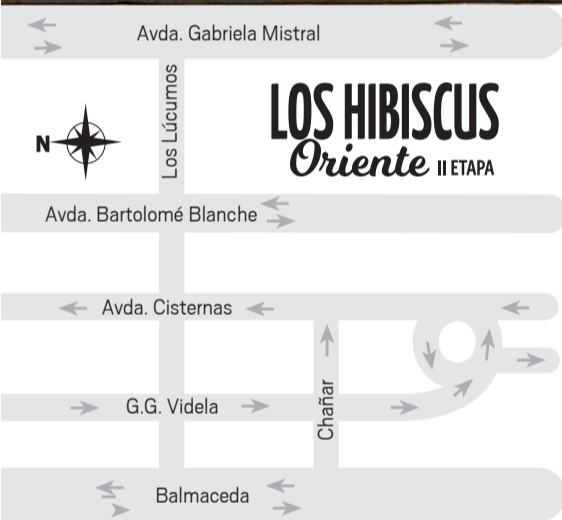 Avda. Gabriela Mistral
Los Lúcumos
LOS HIBISCUS
Oriente II ETAPA
N
Avda. Bartolomé Blanche
Avda. Cisternas
Chañar
G.G. Videla
Balmaceda